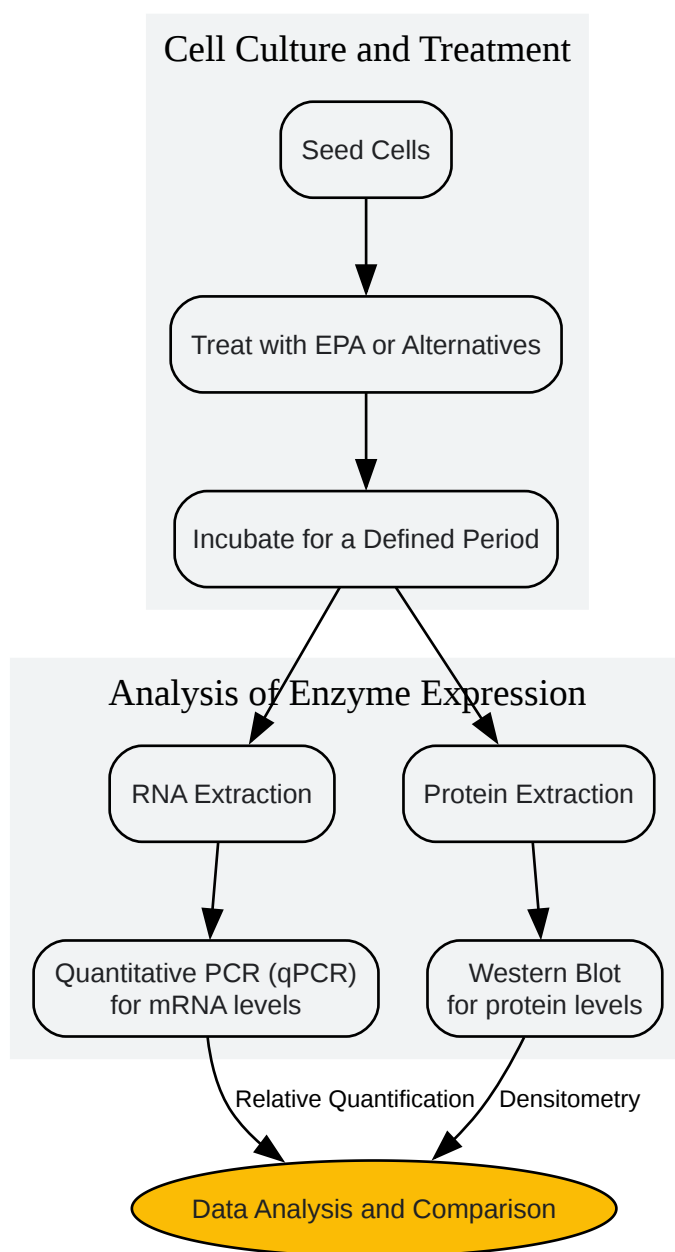 Cell Culture and Treatment
Seed Cells
Treat with EPA or Alternatives
Incubate for a Defined Period
Analysis of Enzyme Expression
RNA Extraction
Protein Extraction
Quantitative PCR (qPCR)
for mRNA levels
Western Blot
for protein levels
Relative Quantification
Densitometry
Data Analysis and Comparison